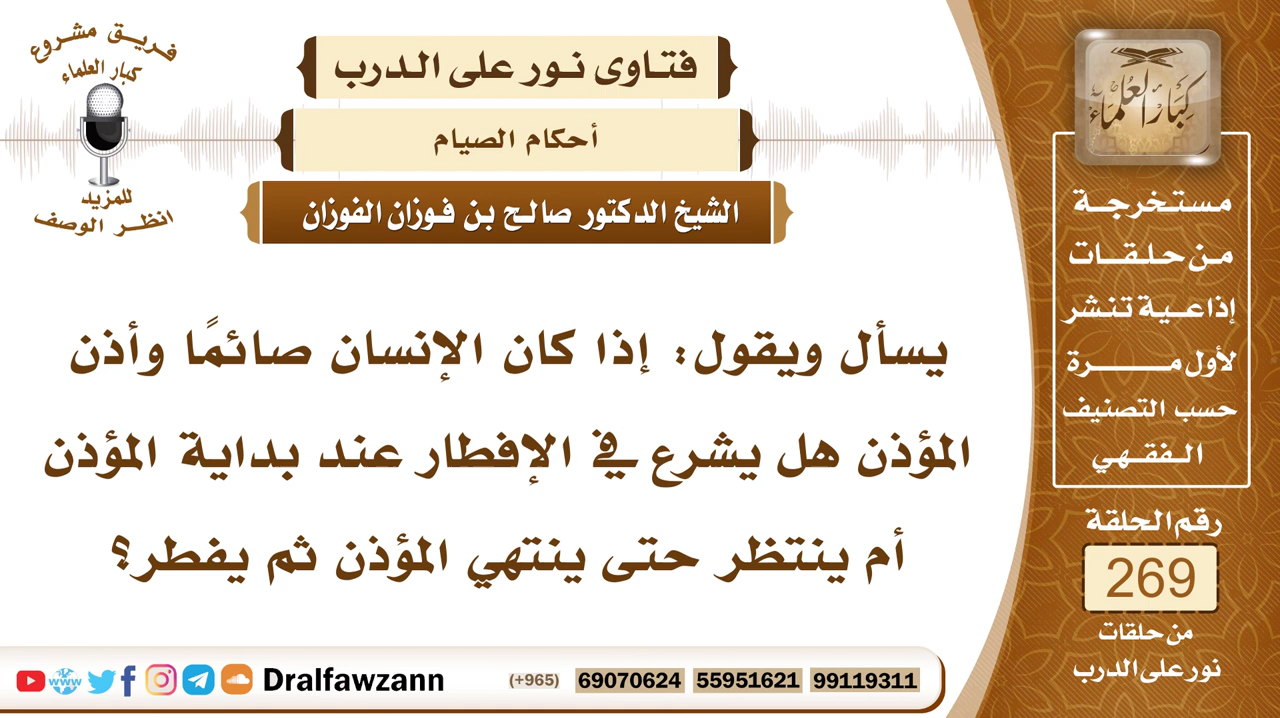 فريق مشروع
كبار العلماء
للمزيد
انظر الوصف
فتاوى نور على الدرب
أحكام الصيام
الشيخ الدكتور صالح بن فوزان الفوزان
يسأل ويقول: إذا كان الإنسان صائمًا وأذن
المؤذن هل يشرع في الإفطار عند بداية المؤذن
أم ينتظر حتى ينتهي المؤذن ثم يفطر؟
كبار العلماء
مستخرجة
من حلقات
إذاعية تنشر
لأول مرة
حسب التصنيف
الفقهي
رقم الحلقة
269
من حلقات
نور على الدرب
www Dralfawzann (+965) 69070624 55951621 99119311